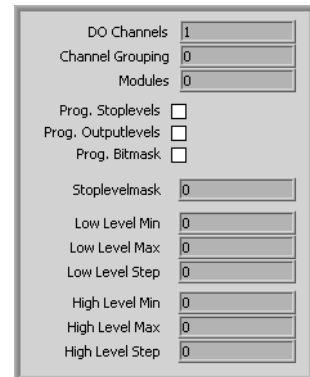 DO Channels 1
Channel Grouping 0
Modules 0
Prog. Stoplevels
Prog. Outputlevels
Prog. Bitmask
Stoplevelmask 0
Low Level Min 0
Low Level Max 0
Low Level Step 0
High Level Min 0
High Level Max 0
High Level Step 0